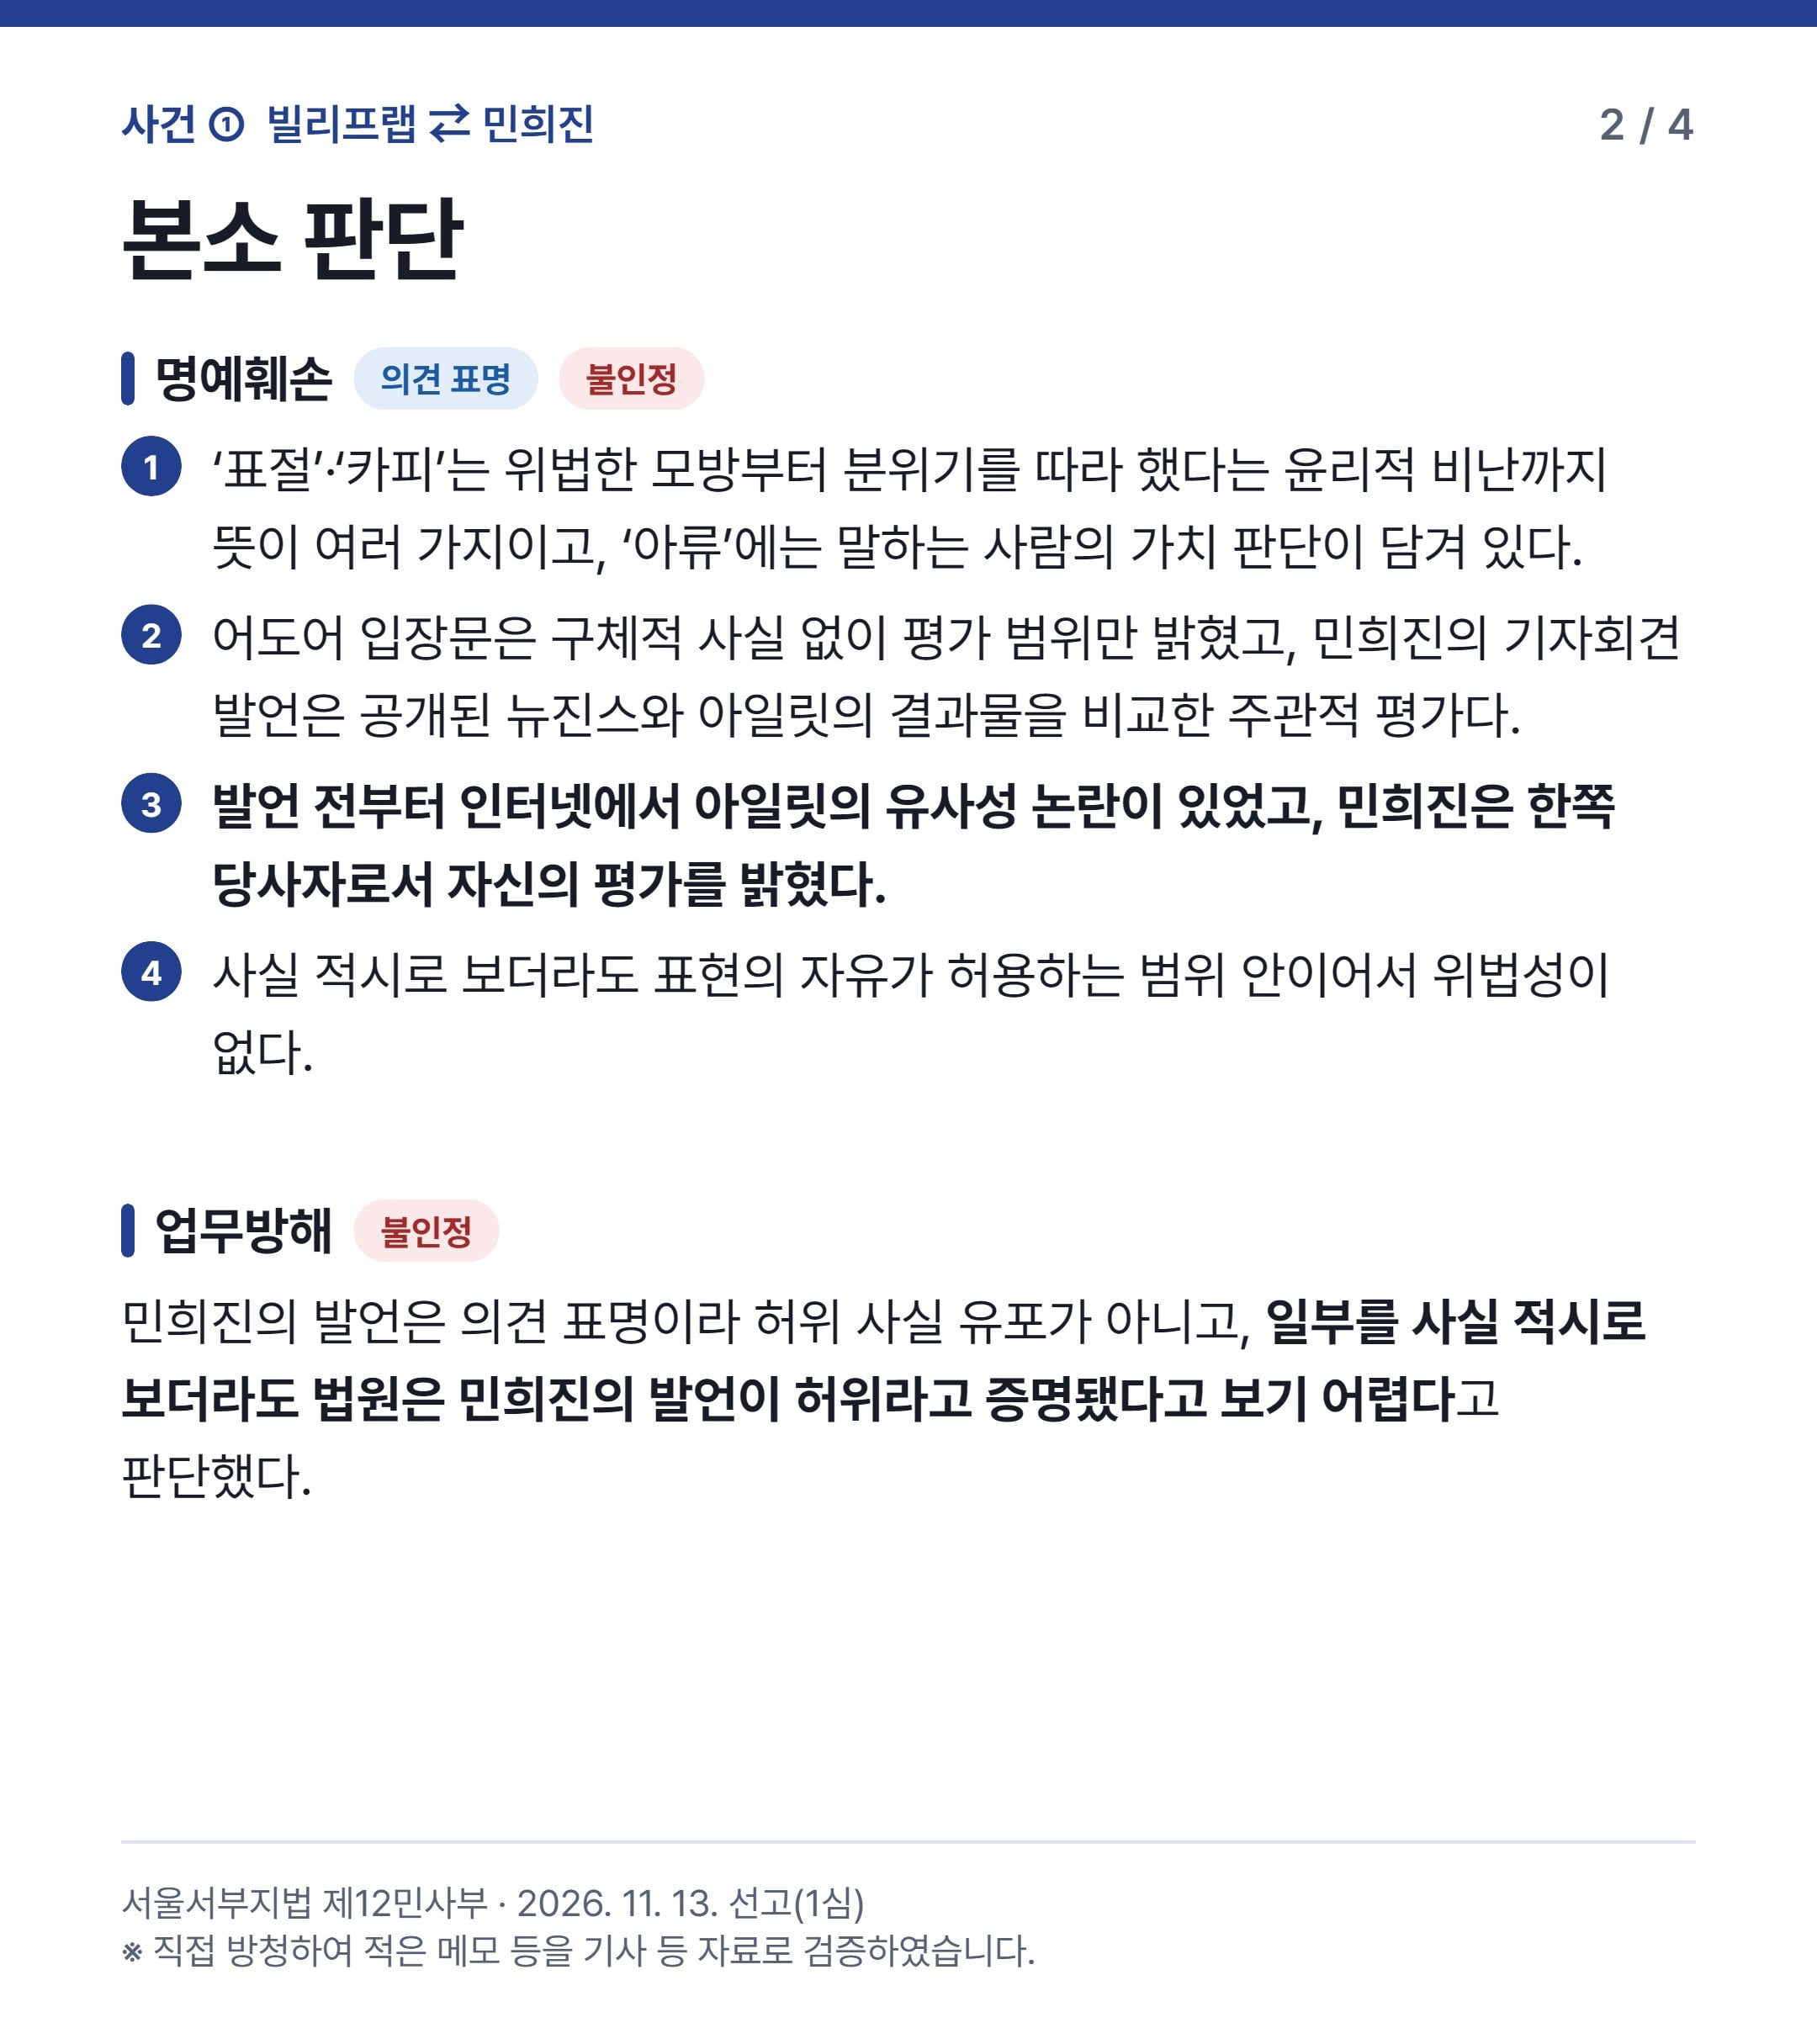 사건 ① 빌리프랩 ⇄ 민희진
2 / 4
본소 판단
명예훼손 의견 표명 불인정
1 ‘표절’·‘카피’는 위법한 모방부터 분위기를 따라 했다는 윤리적 비난까지
뜻이 여러 가지이고, ‘아류’에는 말하는 사람의 가치 판단이 담겨 있다.
2 어도어 입장문은 구체적 사실 없이 평가 범위만 밝혔고, 민희진의 기자회견
발언은 공개된 뉴진스와 아일릿의 결과물을 비교한 주관적 평가다.
3 발언 전부터 인터넷에서 아일릿의 유사성 논란이 있었고, 민희진은 한쪽
당사자로서 자신의 평가를 밝혔다.
4 사실 적시로 보더라도 표현의 자유가 허용하는 범위 안이어서 위법성이
없다.
업무방해 불인정
민희진의 발언은 의견 표명이라 허위 사실 유포가 아니고, 일부를 사실 적시로
보더라도 법원은 민희진의 발언이 허위라고 증명됐다고 보기 어렵다고
판단했다.
서울서부지법 제12민사부 · 2026. 11. 13. 선고(1심)
※ 직접 방청하여 적은 메모 등을 기사 등 자료로 검증하였습니다.